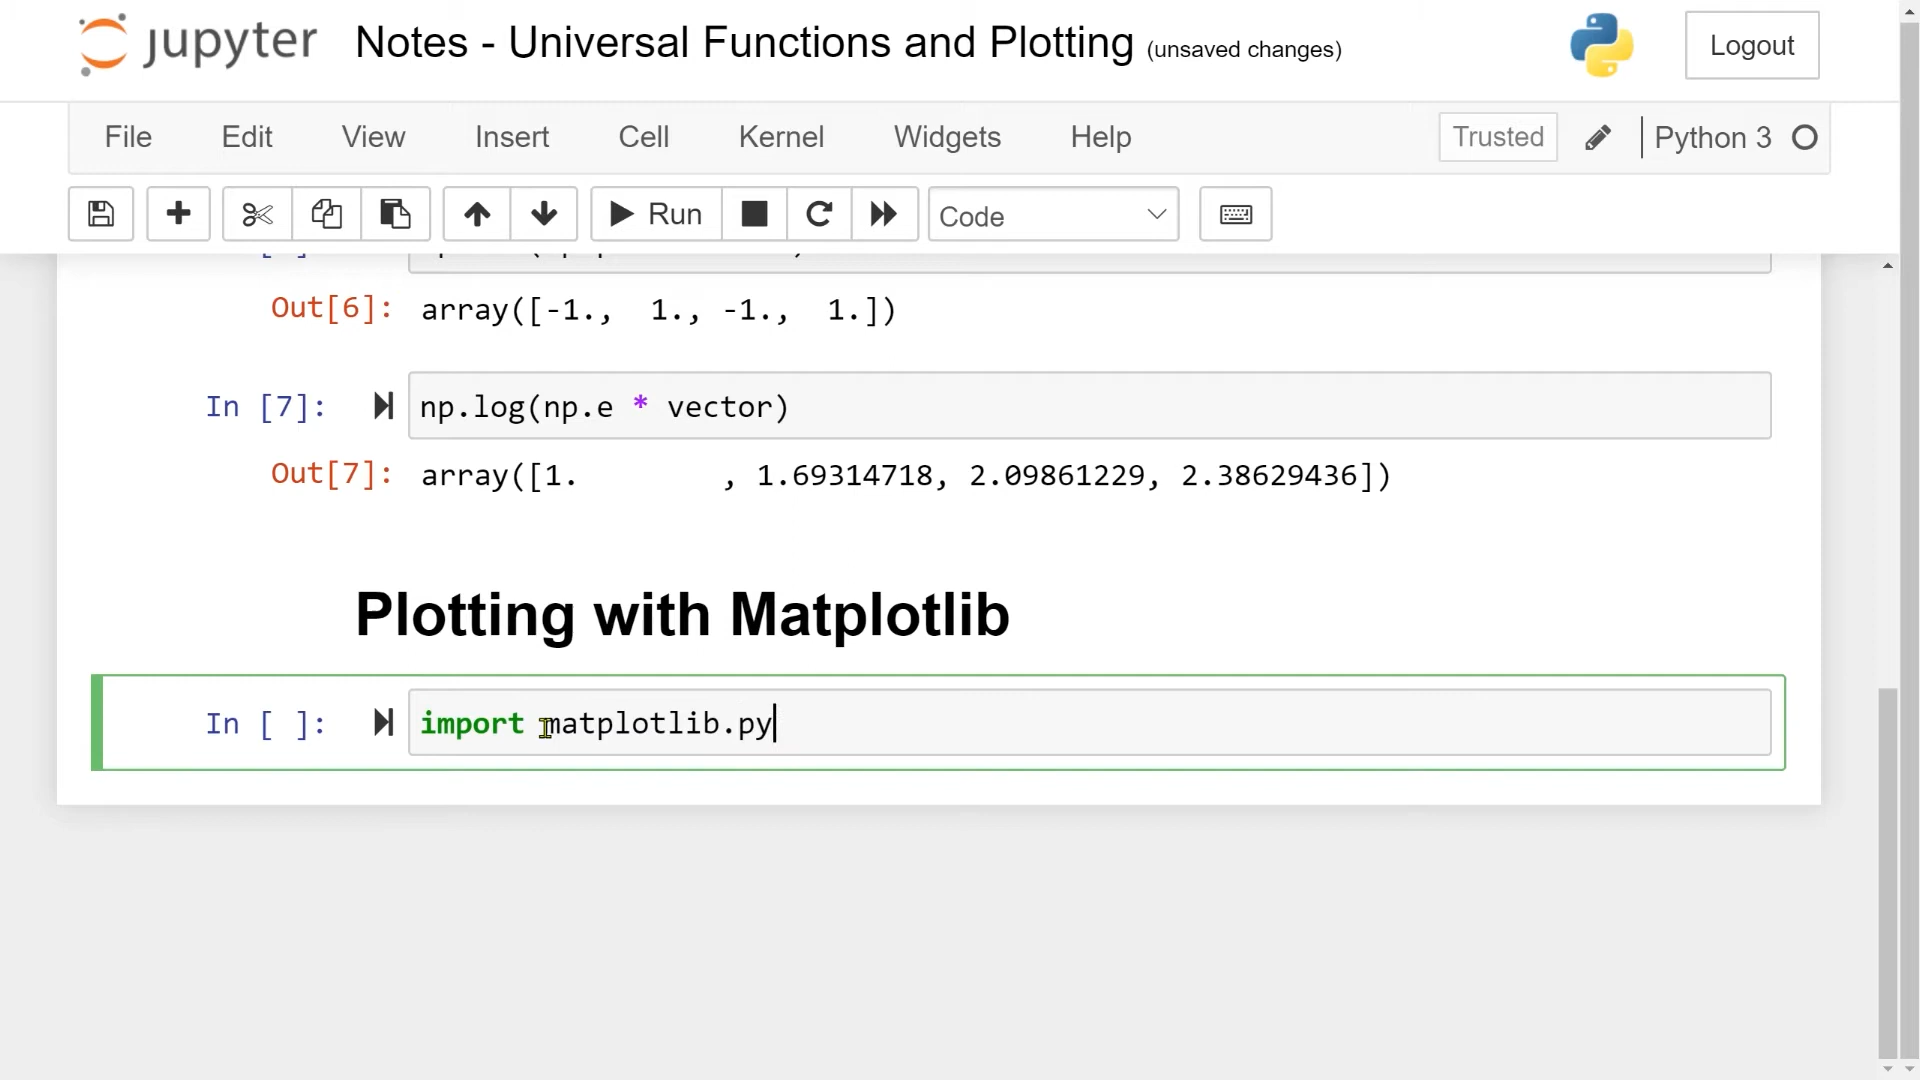 jupyter Notes - Universal Functions and Plotting (unsaved changes) Logout
File Edit View Insert Cell Kernel Widgets Help Trusted Python 3
Run Code
Out[6]: array([-1.,  1., -1.,  1.])
In [7]: np.log(np.e * vector)
Out[7]: array([1.        , 1.69314718, 2.09861229, 2.38629436])
Plotting with Matplotlib
In [ ]: import matplotlib.py